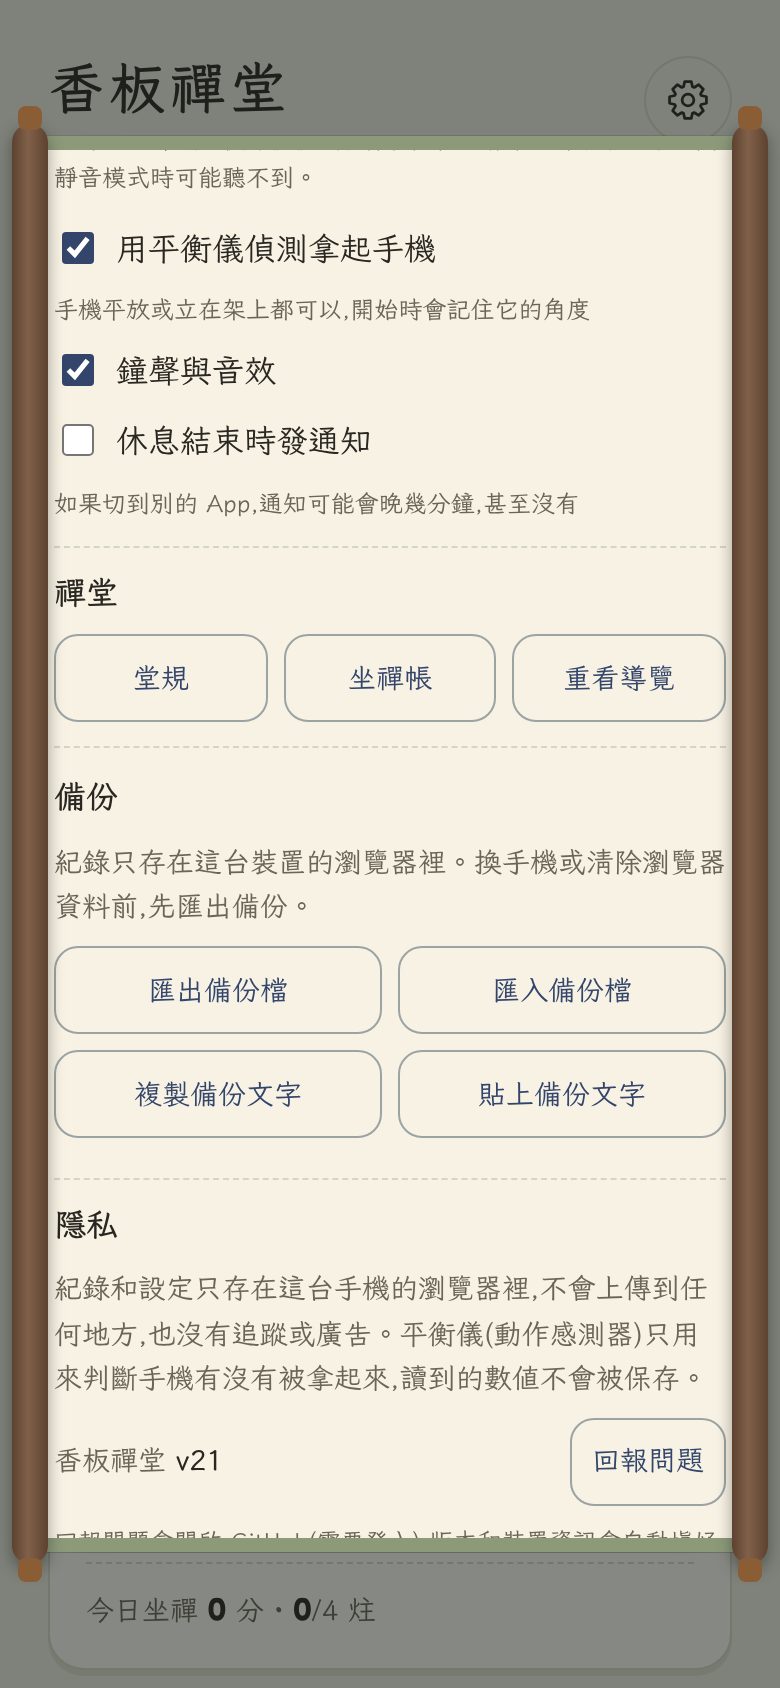 香板禪堂
靜音模式時可能聽不到。
用平衡儀偵測拿起手機
手機平放或立在架上都可以,開始時會記住它的角度
鐘聲與音效
休息結束時發通知
如果切到別的 App,通知可能會晚幾分鐘,甚至沒有
禪堂
堂規
坐禪帳
重看導覽
備份
紀錄只存在這台裝置的瀏覽器裡。換手機或清除瀏覽器
資料前,先匯出備份。
匯出備份檔
匯入備份檔
複製備份文字
貼上備份文字
隱私
紀錄和設定只存在這台手機的瀏覽器裡,不會上傳到任
何地方,也沒有追蹤或廣告。平衡儀(動作感測器)只用
來判斷手機有沒有被拿起來,讀到的數值不會被保存。
香板禪堂 v21
回報問題
今日坐禪 0 分・0/4 炷